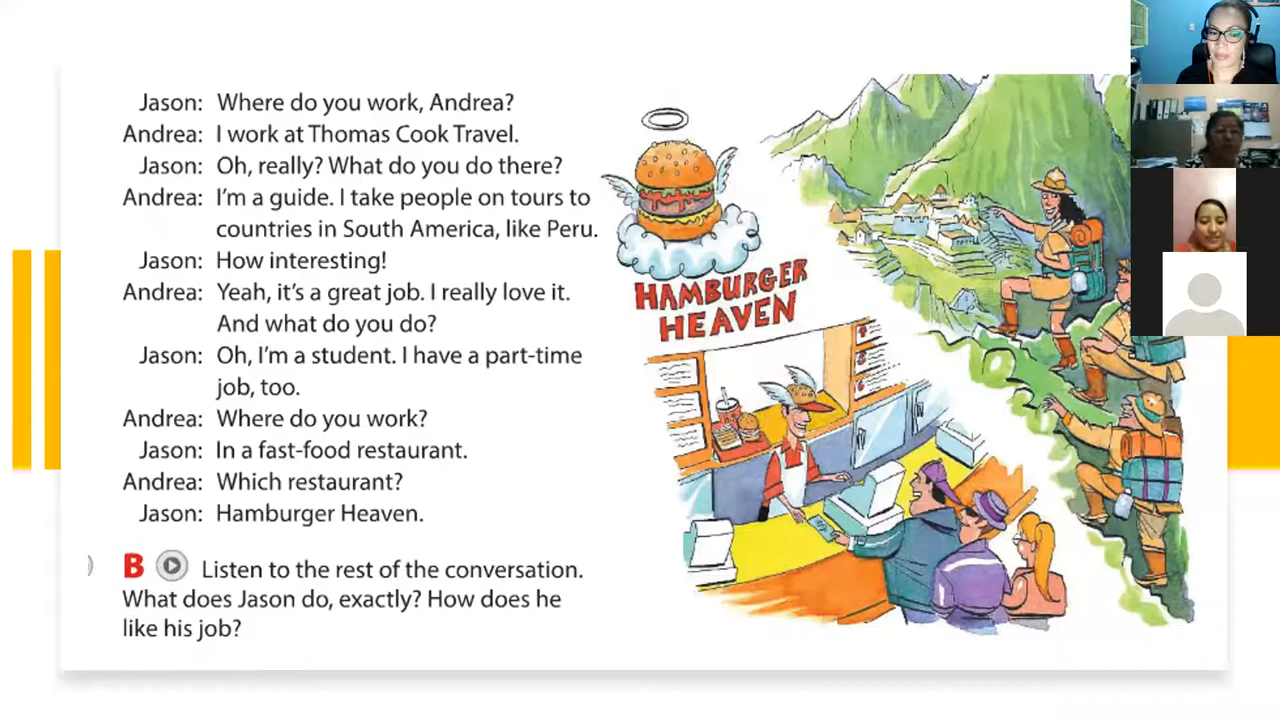 Jason: Where do you work, Andrea?
Andrea: I work at Thomas Cook Travel.
Jason: Oh, really? What do you do there?
Andrea: I'm a guide. I take people on tours to
countries in South America, like Peru.
Jason: How interesting!
Andrea: Yeah, it's a great job. I really love it.
And what do you do?
Jason: Oh, I'm a student. I have a part-time
job, too.
Andrea: Where do you work?
Jason: In a fast-food restaurant.
Andrea: Which restaurant?
Jason: Hamburger Heaven.
B Listen to the rest of the conversation.
What does Jason do, exactly? How does he
like his job?
HAMBURGER
HEAVEN